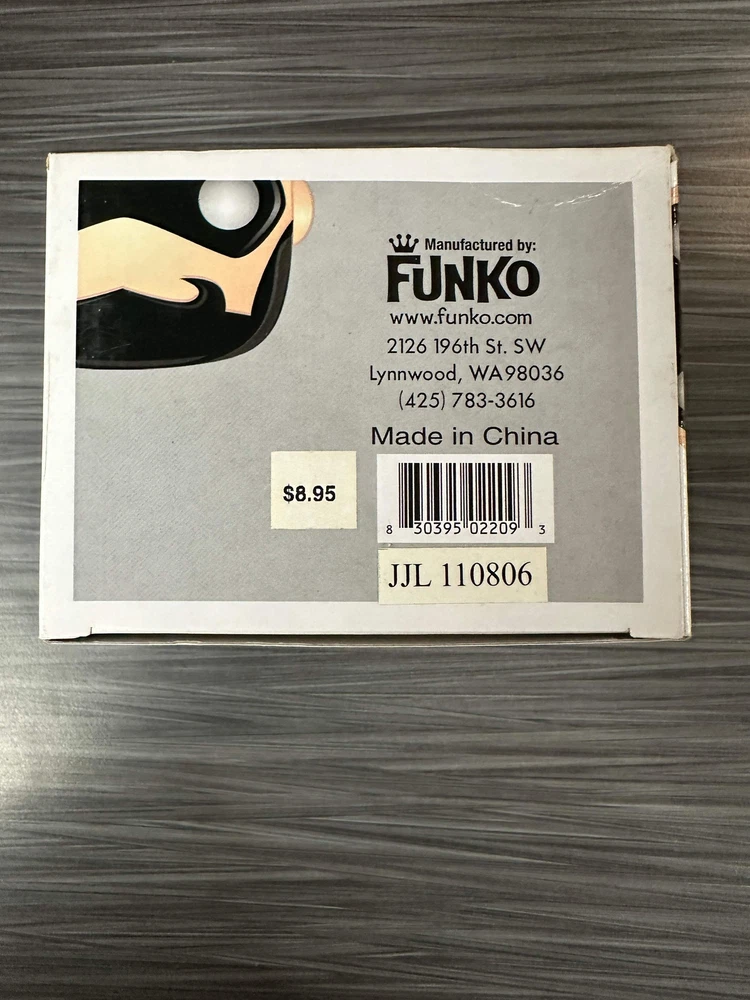 Manufactured by:
FUNKO
www.funko.com
2126 196th St. SW
Lynnwood, WA98036
(425) 783-3616
Made in China
$8.95
8 30395 02209 3
JJL 110806